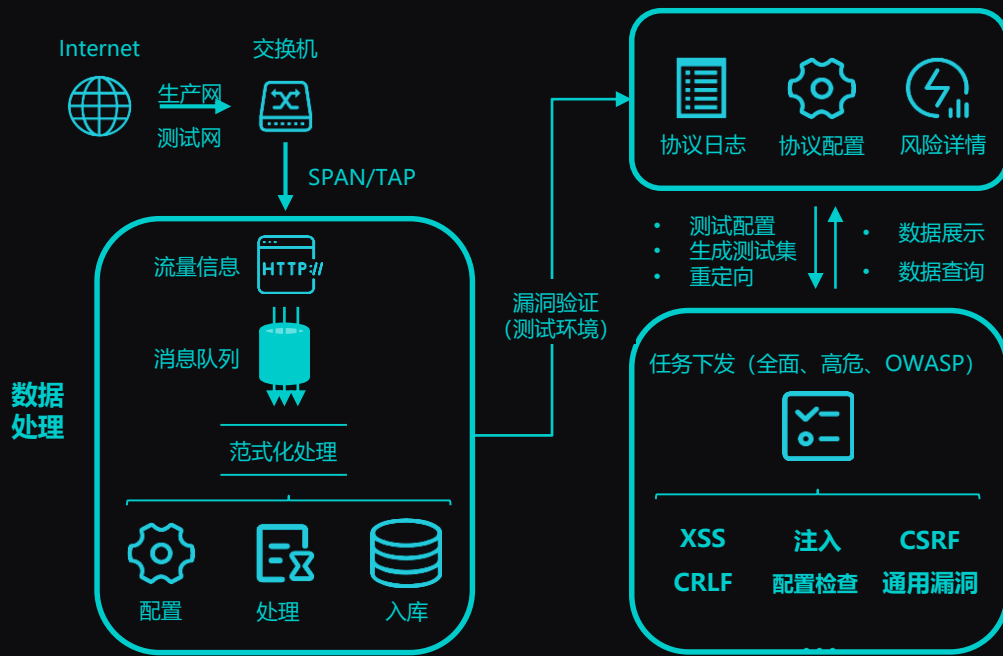 Internet
生产网
测试网
交换机
SPAN/TAP
数据
处理
流量信息
HTTP://
消息队列
范式化处理
配置
处理
入库
漏洞验证
(测试环境)
协议日志
协议配置
风险详情
• 测试配置
• 生成测试集
• 重定向
• 数据展示
• 数据查询
任务下发（全面、高危、OWASP）
XSS
注入
CSRF
CRLF
配置检查
通用漏洞
...